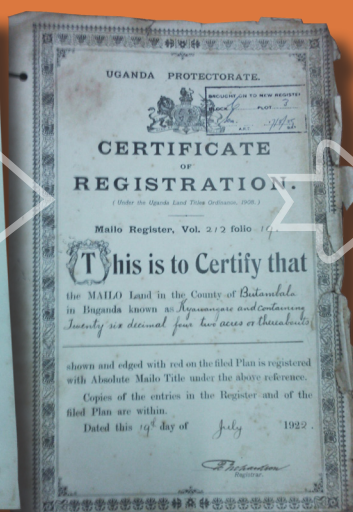 UGANDA PROTECTORATE.
BROUGHT ON TO NEW REGISTER
BLOCK PLOT
CERTIFICATE
OF
REGISTRATION.
(Under the Uganda Land Titles Ordinance, 1908.)
Mailo Register, Vol. 212 folio
This is to Certify that
the MAILO Land in the County of Butambala
in Buganda known as and containing
Twenty six decimal four two acres or thereabouts
shown and edged with red on the filed Plan is registered
with Absolute Mailo Title under the above reference.
Copies of the entries in the Register and of the
filed Plan are within.
Dated this 19th day of July 1922.
Registrar.